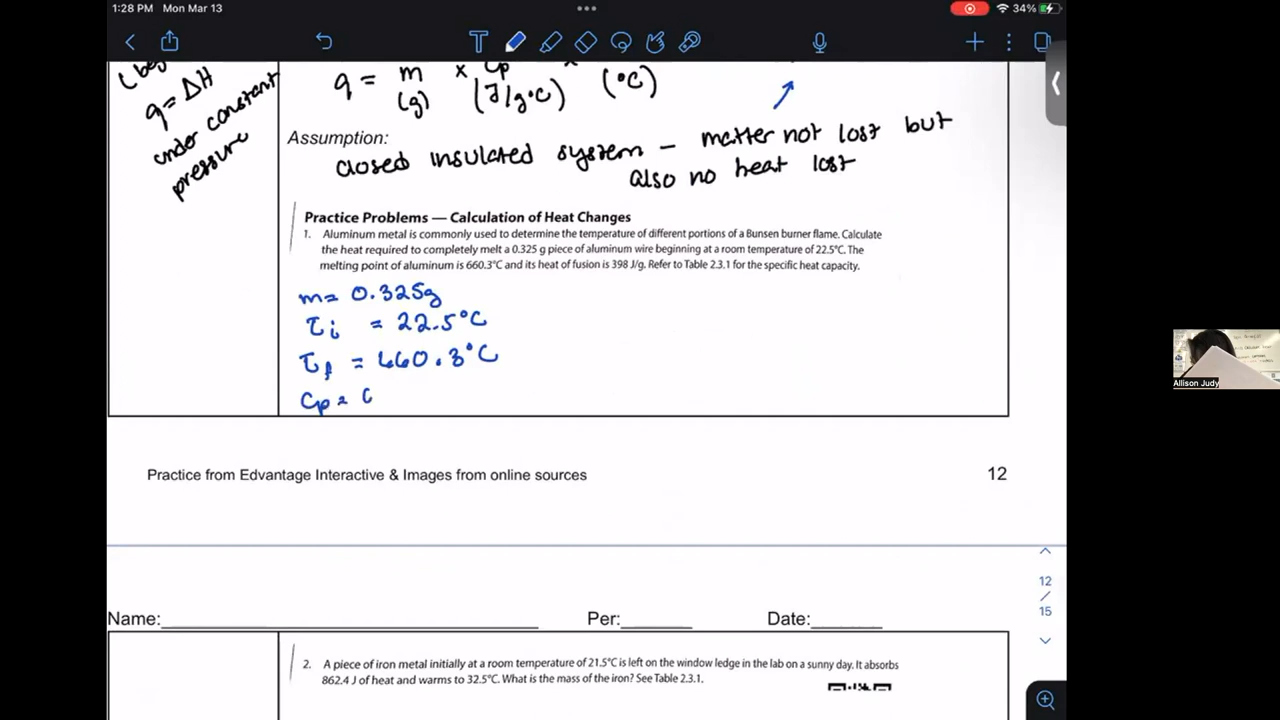 1:28 PM Mon Mar 13
34%
q = ΔH
under constant
pressure
q = m x Cp x
(g) (J/g°C) (°C)
Assumption:
closed insulated system – matter not lost but
also no heat lost
Practice Problems — Calculation of Heat Changes
1. Aluminum metal is commonly used to determine the temperature of different portions of a Bunsen burner flame. Calculate
the heat required to completely melt a 0.325 g piece of aluminum wire beginning at a room temperature of 22.5°C. The
melting point of aluminum is 660.3°C and its heat of fusion is 398 J/g. Refer to Table 2.3.1 for the specific heat capacity.
m= 0.325g
Ti = 22.5°C
Tf = 660.3°C
Cp =
Practice from Edvantage Interactive & Images from online sources
12
12
/
15
Name:
Per:
Date:
2. A piece of iron metal initially at a room temperature of 21.5°C is left on the window ledge in the lab on a sunny day. It absorbs
862.4 J of heat and warms to 32.5°C. What is the mass of the iron? See Table 2.3.1.
Allison Judy